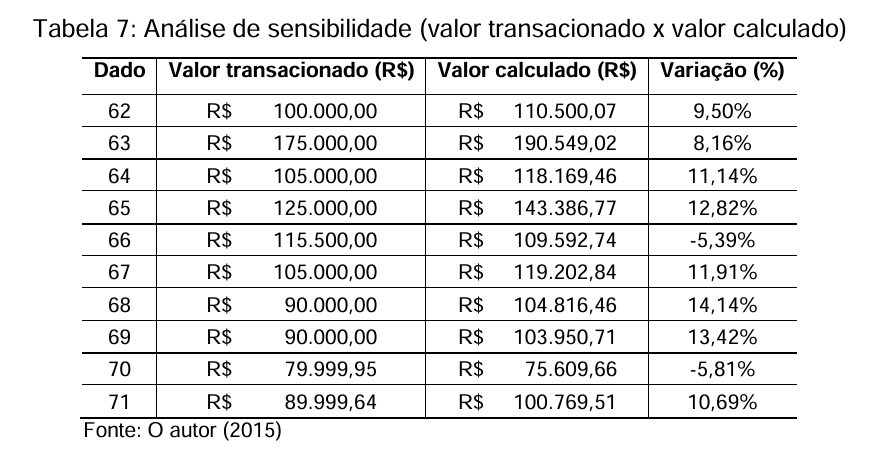 Tabela 7: Análise de sensibilidade (valor transacionado x valor calculado)
Dado Valor transacionado (R$) Valor calculado (R$) Variação (%)
62 R$ 100.000,00 R$ 110.500,07 9,50%
63 R$ 175.000,00 R$ 190.549,02 8,16%
64 R$ 105.000,00 R$ 118.169,46 11,14%
65 R$ 125.000,00 R$ 143.386,77 12,82%
66 R$ 115.500,00 R$ 109.592,74 -5,39%
67 R$ 105.000,00 R$ 119.202,84 11,91%
68 R$ 90.000,00 R$ 104.816,46 14,14%
69 R$ 90.000,00 R$ 103.950,71 13,42%
70 R$ 79.999,95 R$ 75.609,66 -5,81%
71 R$ 89.999,64 R$ 100.769,51 10,69%
Fonte: O autor (2015)